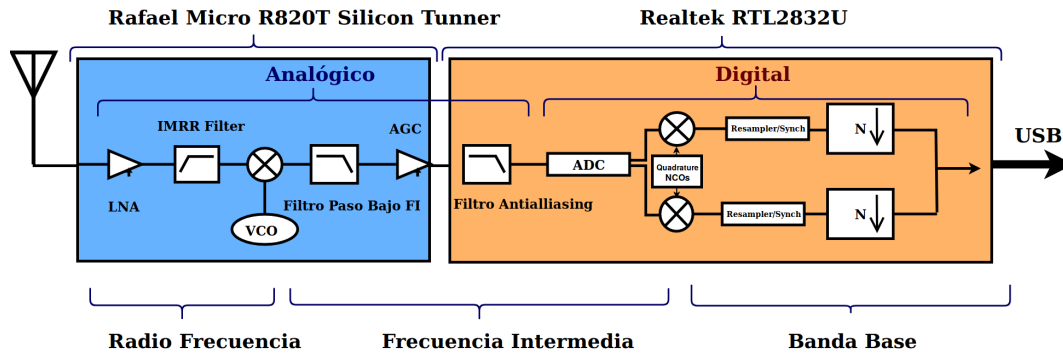 Rafael Micro R820T Silicon Tunner
Realtek RTL2832U
Analógico
Digital
IMRR Filter
AGC
LNA
VCO
Filtro Paso Bajo FI
Filtro Antialliasing
ADC
Quadrature
NCOs
Resampler/Synch
N
Resampler/Synch
N
USB
Radio Frecuencia
Frecuencia Intermedia
Banda Base